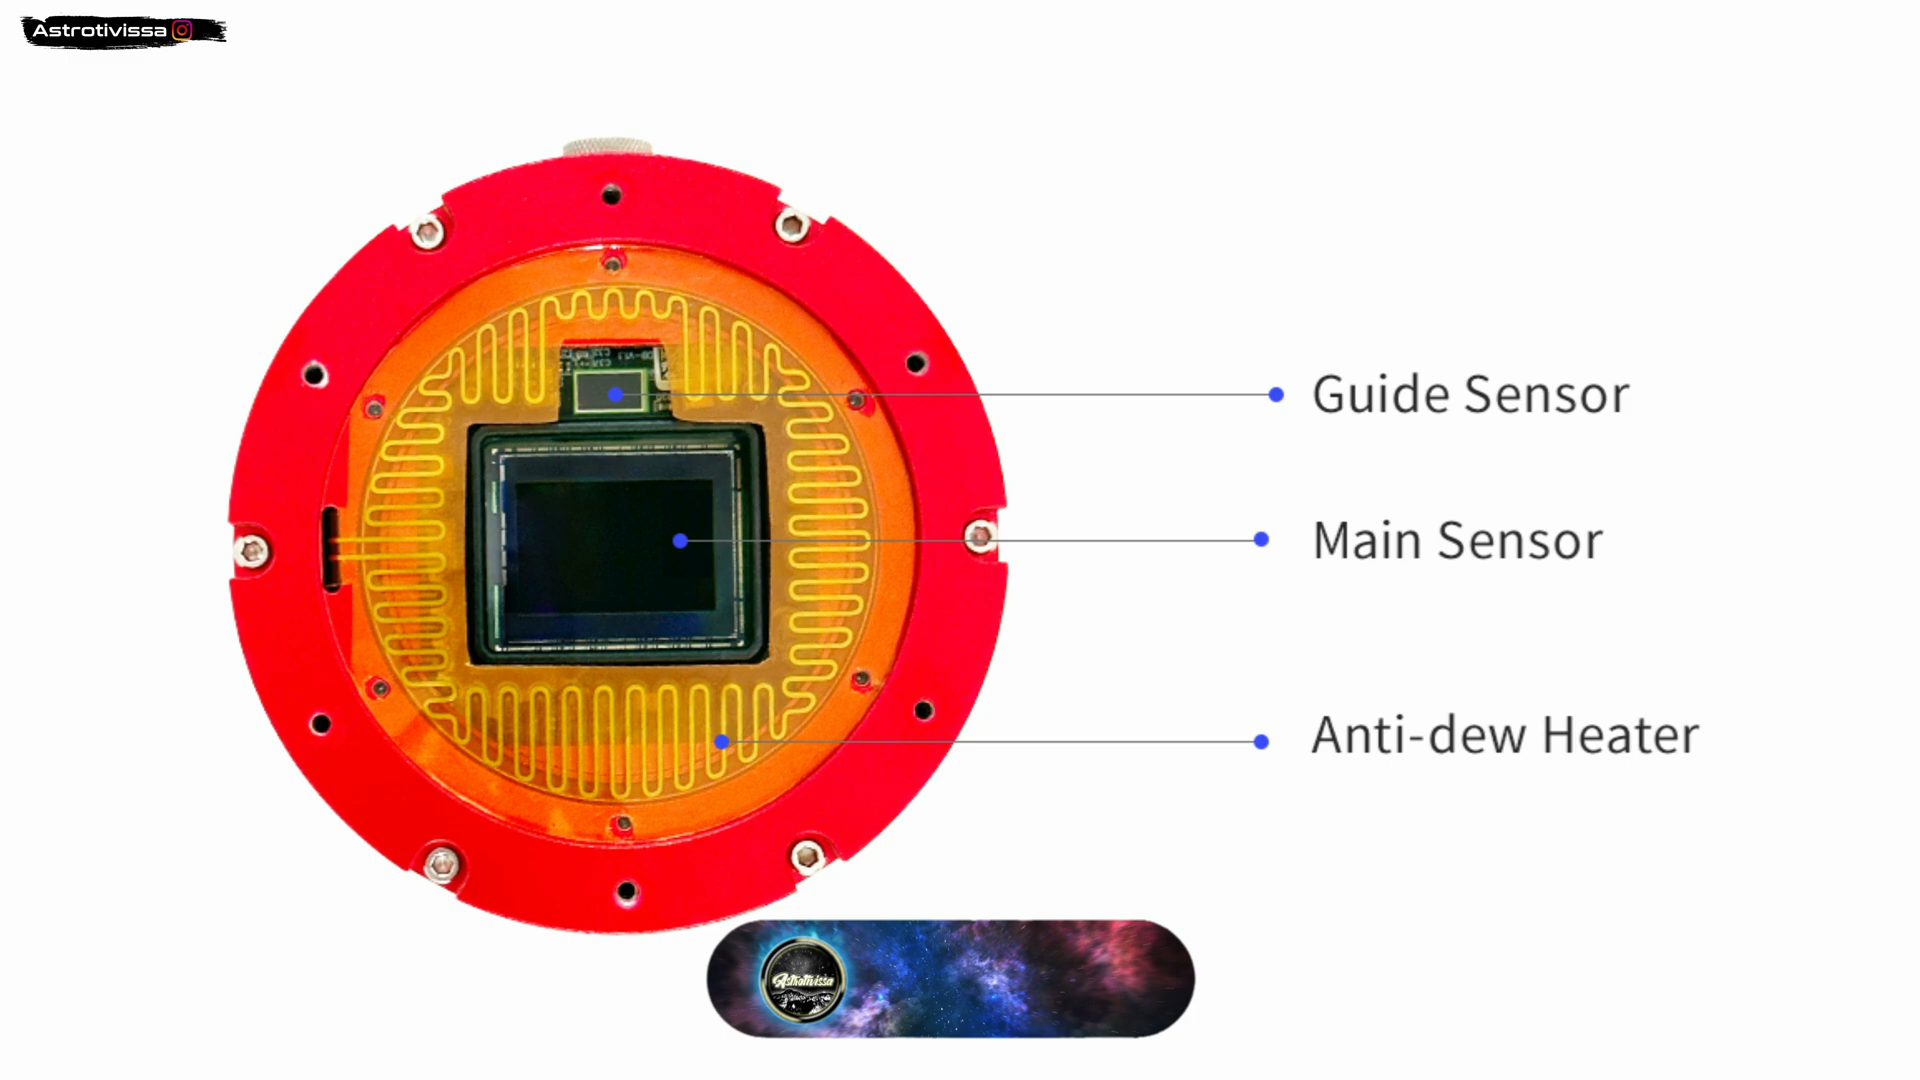 Astrotivissa
Guide Sensor
Main Sensor
Anti-dew Heater
Astrotivissa